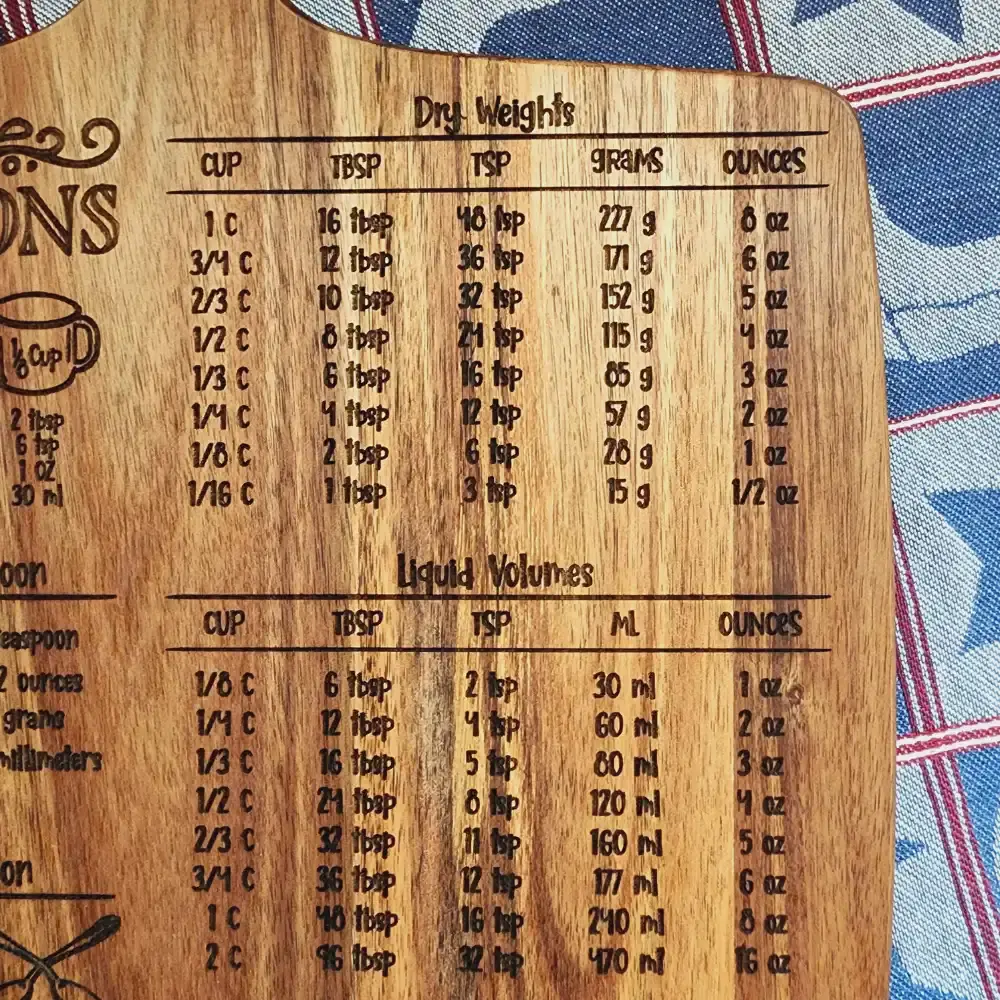 ONS
1/8 Cup
2 tbsp
6 tsp
1 oz
30 ml
oon
easpoon
2 ounces
grams
millimeters
on
Dry Weights
CUP TBSP TSP GRAMS OUNCES
1 C 16 tbsp 48 tsp 227 g 8 oz
3/4 C 12 tbsp 36 tsp 171 g 6 oz
2/3 C 10 tbsp 32 tsp 152 g 5 oz
1/2 C 8 tbsp 24 tsp 115 g 4 oz
1/3 C 6 tbsp 16 tsp 85 g 3 oz
1/4 C 4 tbsp 12 tsp 57 g 2 oz
1/8 C 2 tbsp 6 tsp 28 g 1 oz
1/16 C 1 tbsp 3 tsp 15 g 1/2 oz
Liquid Volumes
CUP TBSP TSP ML OUNCES
1/8 C 6 tbsp 2 tsp 30 ml 1 oz
1/4 C 12 tbsp 4 tsp 60 ml 2 oz
1/3 C 16 tbsp 5 tsp 80 ml 3 oz
1/2 C 24 tbsp 8 tsp 120 ml 4 oz
2/3 C 32 tbsp 11 tsp 160 ml 5 oz
3/4 C 36 tbsp 12 tsp 177 ml 6 oz
1 C 48 tbsp 16 tsp 240 ml 8 oz
2 C 96 tbsp 32 tsp 470 ml 16 oz